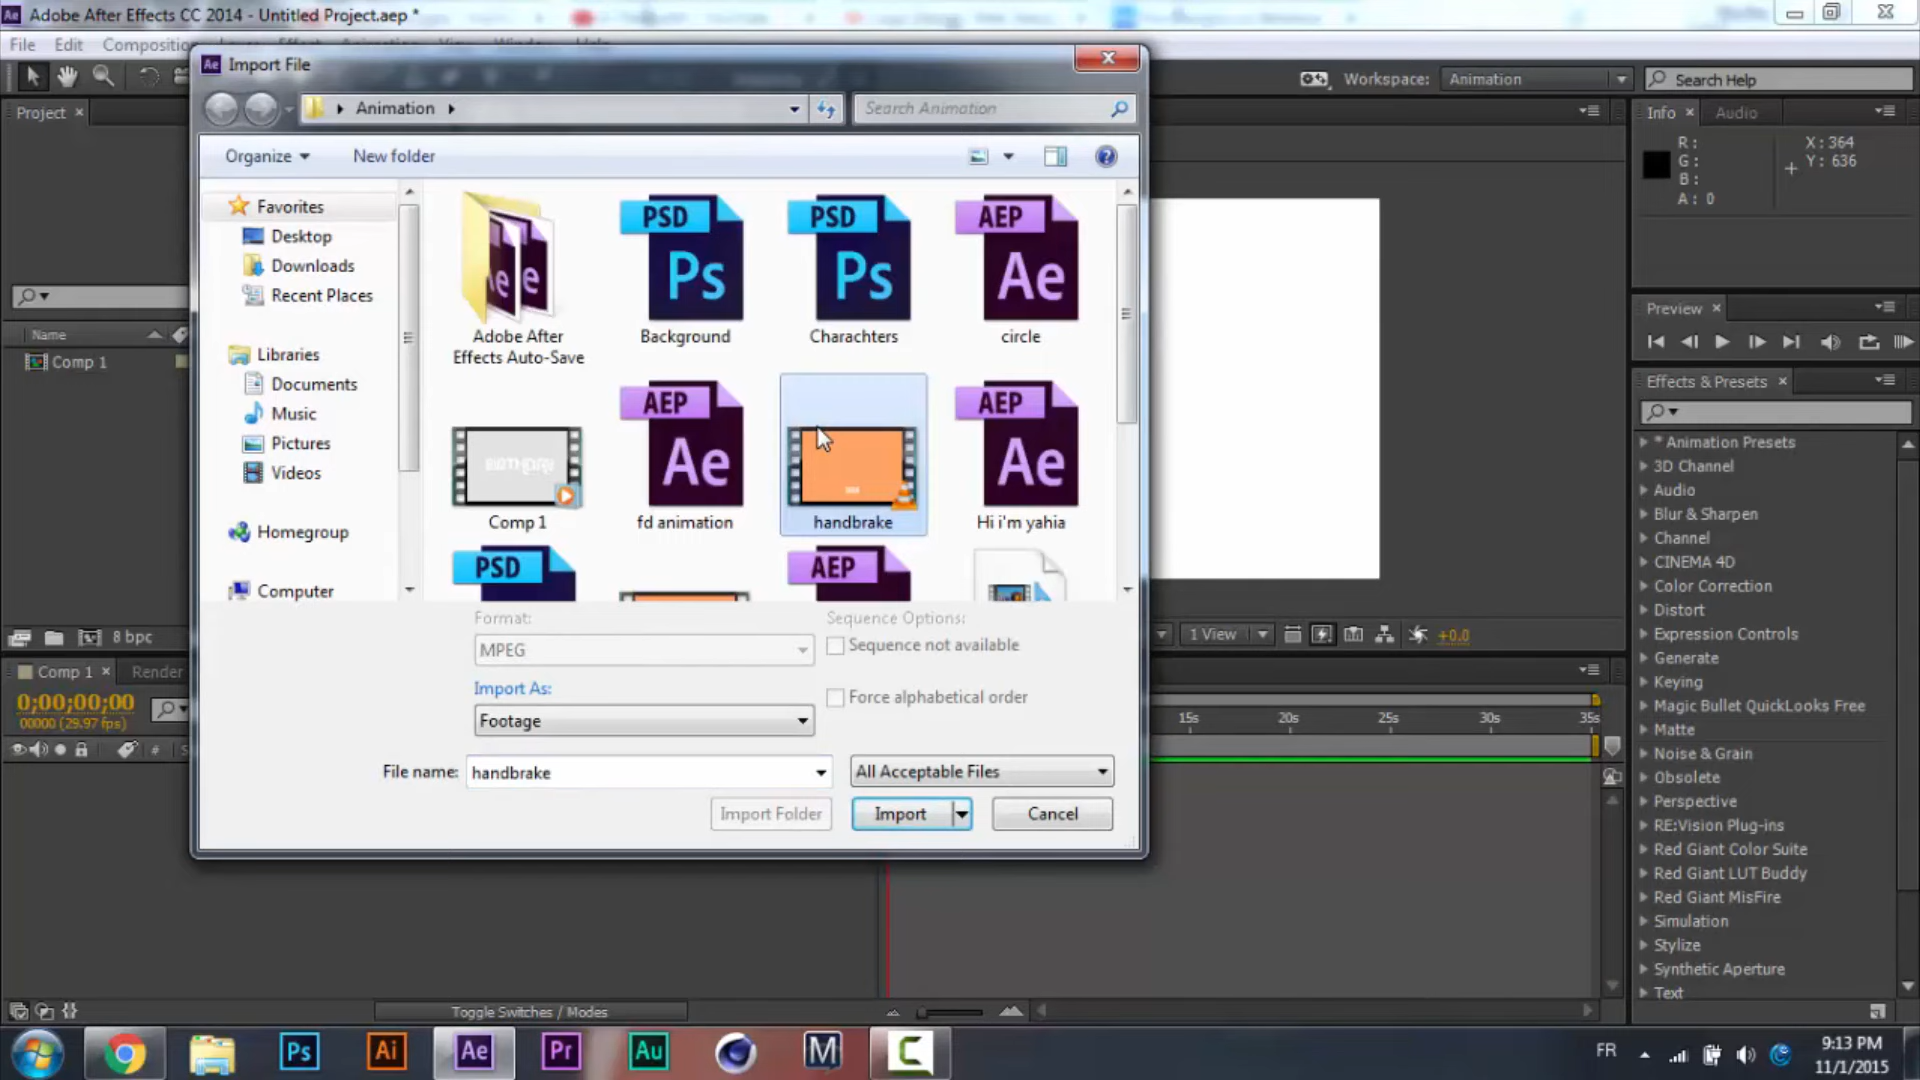 Adobe After Effects CC 2014 - Untitled Project.aep *
File Edit Composition
Import File
Workspace: Animation
Search Help
Project
Animation
Search Animation
Info
Audio
R:
G:
B:
A: 0
X: 364
Y: 636
Organize
New folder
Favorites
Desktop
Downloads
Recent Places
Libraries
Documents
Music
Pictures
Videos
Homegroup
Computer
PSD
Ps
PSD
Ps
AEP
Ae
Adobe After
Effects Auto-Save
Background
Charachters
circle
AEP
Ae
AEP
Ae
Comp 1
fd animation
handbrake
Hi i'm yahia
PSD
AEP
Name
Comp 1
Preview
Effects & Presets
* Animation Presets
3D Channel
Audio
Blur & Sharpen
Channel
CINEMA 4D
Color Correction
Distort
Expression Controls
Generate
Keying
Magic Bullet QuickLooks Free
Matte
Noise & Grain
Obsolete
Perspective
RE:Vision Plug-ins
Red Giant Color Suite
Red Giant LUT Buddy
Red Giant MisFire
Simulation
Stylize
Synthetic Aperture
Text
Format:
MPEG
Import As:
Footage
Sequence Options:
Sequence not available
Force alphabetical order
File name: handbrake
All Acceptable Files
Import Folder
Import
Cancel
8 bpc
1 View
+0.0
Comp 1
Render
0;00;00;00
00000 (29.97 fps)
#
15s
20s
25s
30s
35s
Toggle Switches / Modes
Ps
Ai
Ae
Pr
Au
M
C
FR
9:13 PM
11/1/2015